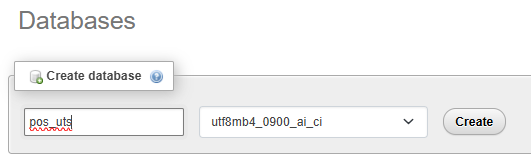 Databases
Create database
pos_uts utf8mb4_0900_ai_ci Create